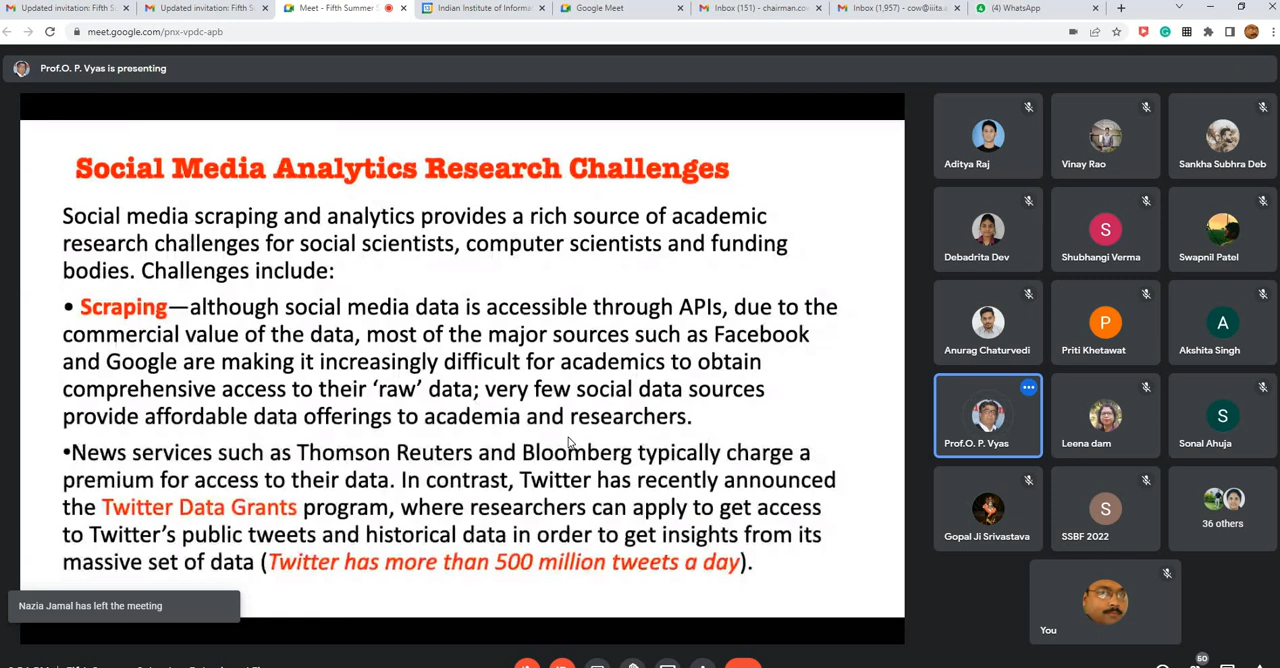 Updated invitation: Fifth S
Updated invitation: Fifth Su
Meet - Fifth Summer
Indian Institute of Informa
Google Meet
Inbox (151) - chairman.co
Inbox (1,957) - cow@iiita.
(4) WhatsApp
meet.google.com/pnx-vpdc-apb
Prof.O. P. Vyas is presenting
Social Media Analytics Research Challenges
Social media scraping and analytics provides a rich source of academic
research challenges for social scientists, computer scientists and funding
bodies. Challenges include:
• Scraping—although social media data is accessible through APIs, due to the
commercial value of the data, most of the major sources such as Facebook
and Google are making it increasingly difficult for academics to obtain
comprehensive access to their ‘raw’ data; very few social data sources
provide affordable data offerings to academia and researchers.
•News services such as Thomson Reuters and Bloomberg typically charge a
premium for access to their data. In contrast, Twitter has recently announced
the Twitter Data Grants program, where researchers can apply to get access
to Twitter’s public tweets and historical data in order to get insights from its
massive set of data (Twitter has more than 500 million tweets a day).
Nazia Jamal has left the meeting
Aditya Raj
Vinay Rao
Sankha Subhra Deb
Debadrita Dev
S
Shubhangi Verma
Swapnil Patel
Anurag Chaturvedi
P
Priti Khetawat
A
Akshita Singh
Prof.O. P. Vyas
Leena dam
S
Sonal Ahuja
Gopal Ji Srivastava
S
SSBF 2022
36 others
You
50